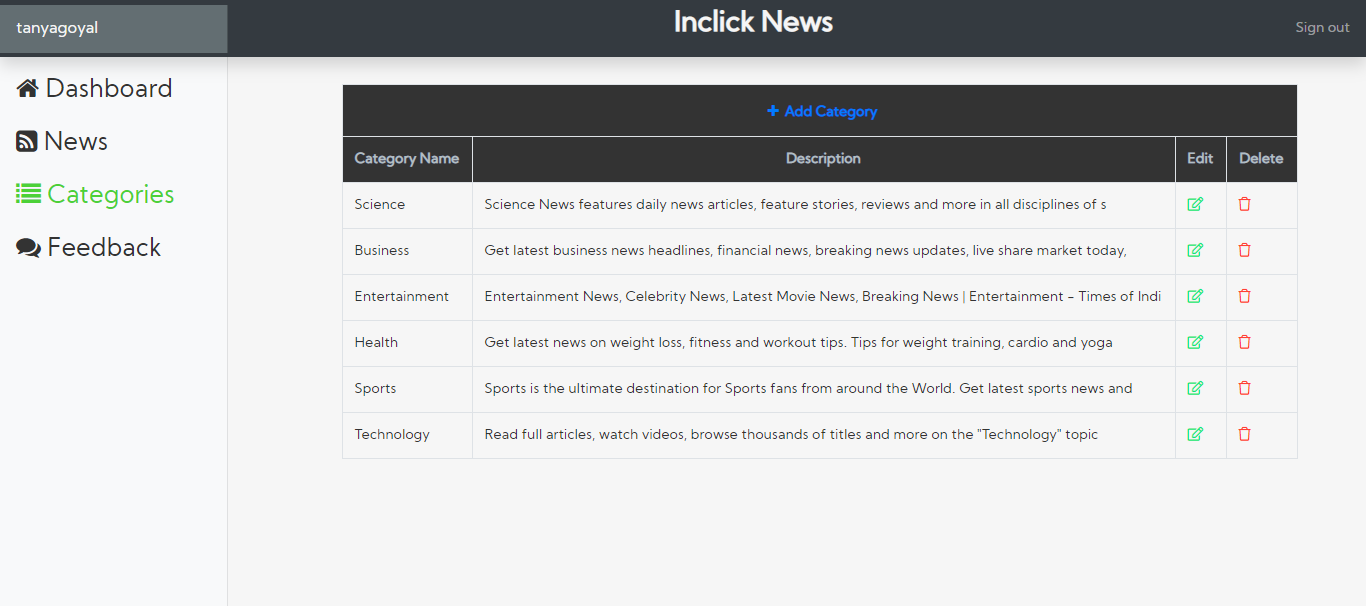 tanyagoyal
Inclick News
Sign out
Dashboard
News
Categories
Feedback
Add Category
Category Name Description Edit Delete
Science Science News features daily news articles, feature stories, reviews and more in all disciplines of s
Business Get latest business news headlines, financial news, breaking news updates, live share market today,
Entertainment Entertainment News, Celebrity News, Latest Movie News, Breaking News | Entertainment - Times of Indi
Health Get latest news on weight loss, fitness and workout tips. Tips for weight training, cardio and yoga
Sports Sports is the ultimate destination for Sports fans from around the World. Get latest sports news and
Technology Read full articles, watch videos, browse thousands of titles and more on the "Technology" topic